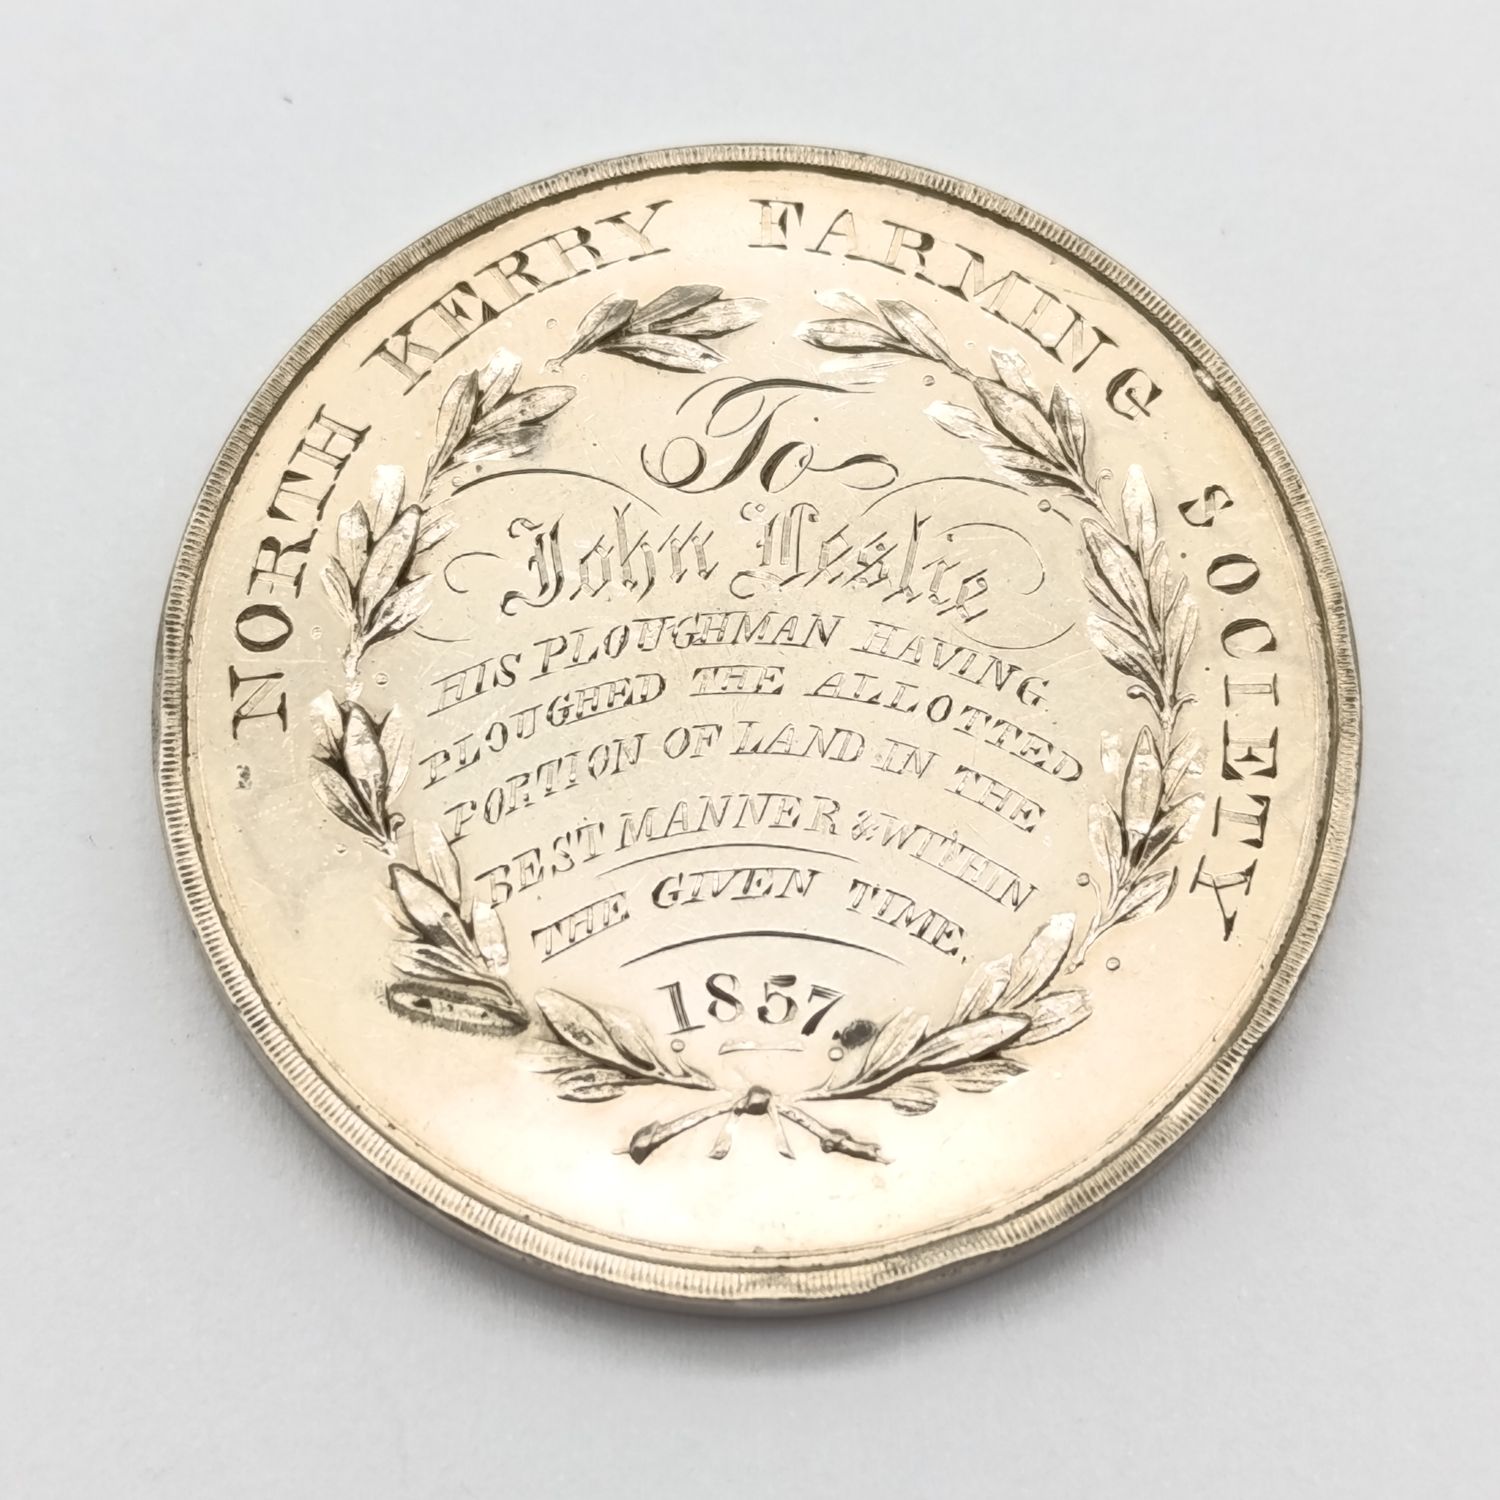 NORTH KERRY FARMING SOCIETY
To
John Leslie
HIS PLOUGHMAN HAVING
PLOUGHED THE ALLOTTED
PORTION OF LAND IN THE
BEST MANNER & WITHIN
THE GIVEN TIME.
1857